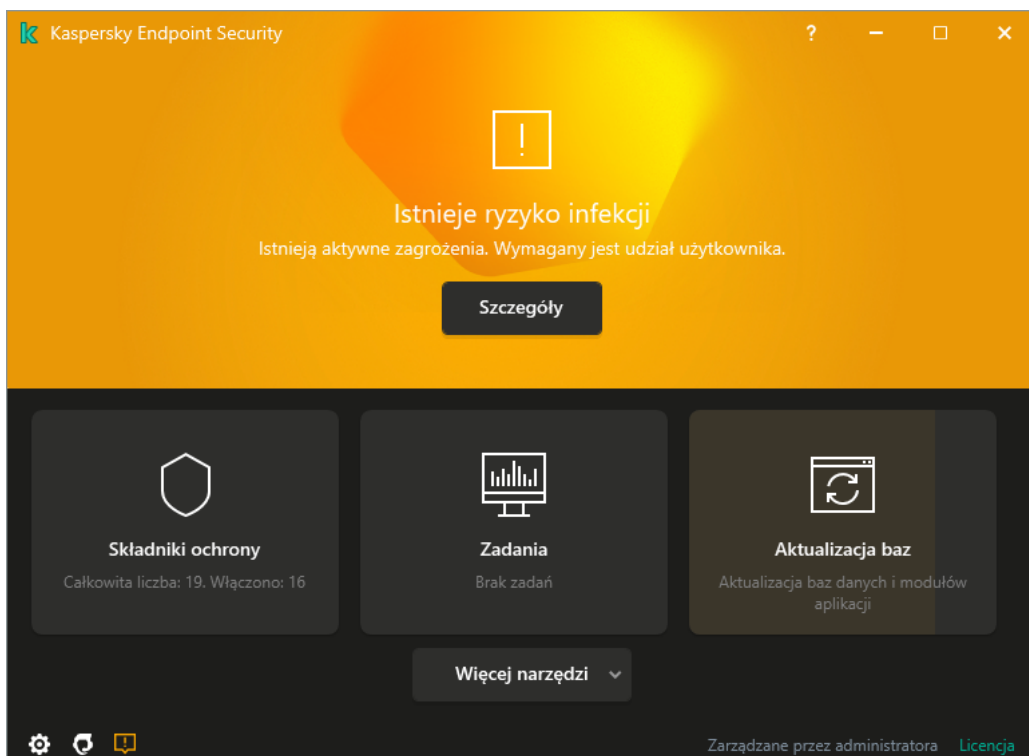 Kaspersky Endpoint Security
Istnieje ryzyko infekcji
Istnieją aktywne zagrożenia. Wymagany jest udział użytkownika.
Szczegóły
Składniki ochrony
Całkowita liczba: 19. Włączono: 16
Zadania
Brak zadań
Aktualizacja baz
Aktualizacja baz danych i modułów
aplikacji
Więcej narzędzi
Zarządzane przez administratora Licencja